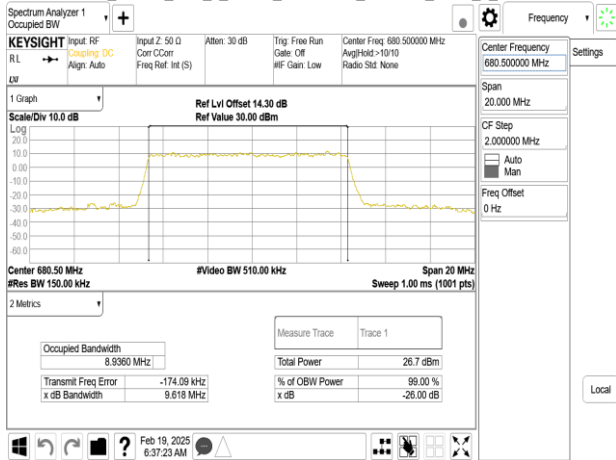 Spectrum Analyzer 1
Occupied BW
Frequency
KEYSIGHT
RL
LXI
Input: RF
Coupling: DC
Align: Auto
Input Z: 50 Ω
Corr CCorr
Freq Ref: Int (S)
Atten: 30 dB
Trig: Free Run
Gate: Off
#IF Gain: Low
Center Freq: 680.500000 MHz
Avg|Hold:>10/10
Radio Std: None
Center Frequency
680.500000 MHz
Settings
Span
20.000 MHz
CF Step
2.000000 MHz
Auto
Man
Freq Offset
0 Hz
Local
1 Graph
Scale/Div 10.0 dB
Ref Lvl Offset 14.30 dB
Ref Value 30.00 dBm
Log
20.0
10.0
0.00
-10.0
-20.0
-30.0
-40.0
-50.0
-60.0
Center 680.50 MHz
#Video BW 510.00 kHz
Span 20 MHz
#Res BW 150.00 kHz
Sweep 1.00 ms (1001 pts)
2 Metrics
Measure Trace
Trace 1
Occupied Bandwidth
8.9360 MHz
Total Power
26.7 dBm
Transmit Freq Error
-174.09 kHz
% of OBW Power
99.00 %
x dB Bandwidth
9.618 MHz
x dB
-26.00 dB
?
Feb 19, 2025
6:37:23 AM